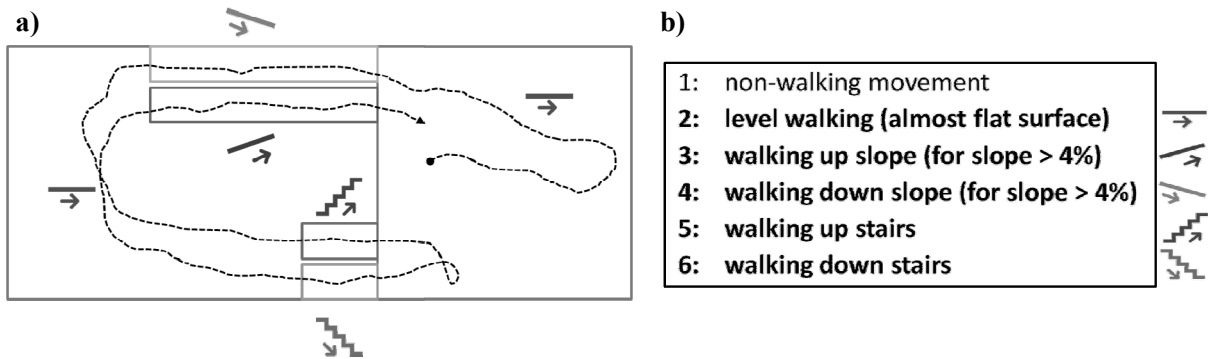 a)
b)
1: non-walking movement
2: level walking (almost flat surface)
3: walking up slope (for slope > 4%)
4: walking down slope (for slope > 4%)
5: walking up stairs
6: walking down stairs